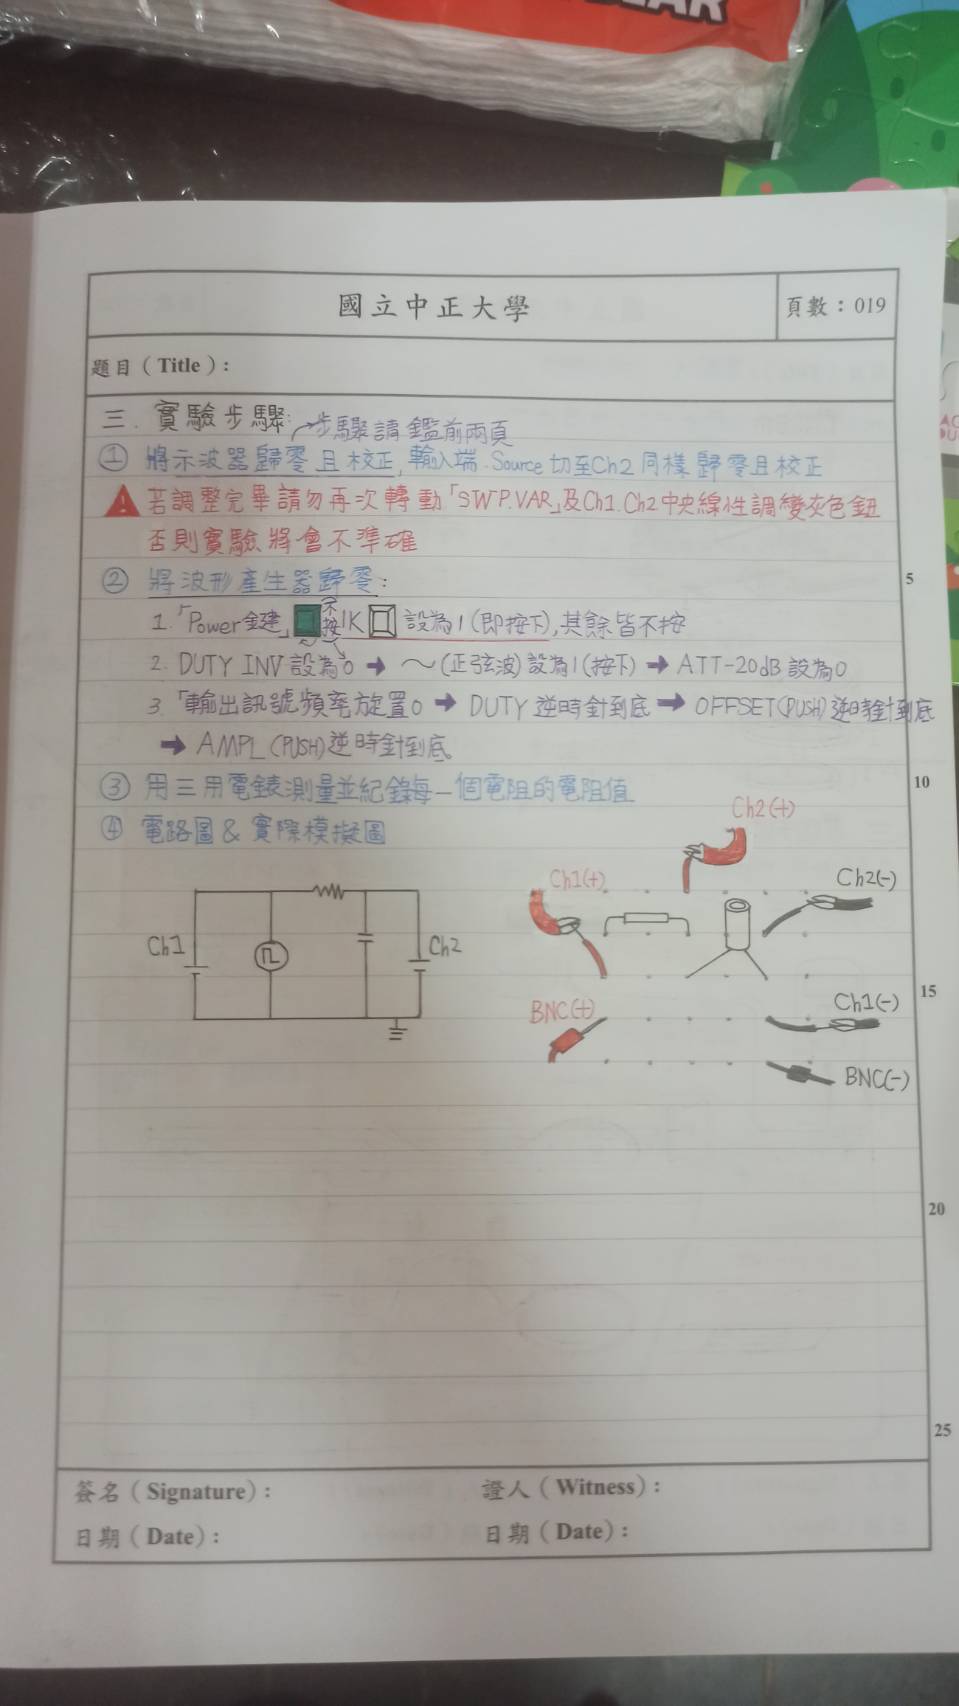 國立中正大學
頁數：019
題目（Title）：
三. 實驗步驟: →步驟請鑑前兩頁
① 將示波器歸零且校正, 輸入端. Source 切至Ch2 同樣歸零且校正
若調整完畢請勿再次轉動「SWP.VAR」及Ch1.Ch2中央線性調變灰色鈕
否則實驗將會不準確
② 將波形產生器歸零:
1.「Power鍵」不按 1K 設為1(即按下),其餘皆不按
2. DUTY INV設為0 → ～(正弦波)設為1(按下) → ATT-20dB設為0
3.「輸出訊號頻率旋置0 → DUTY 逆時針到底 → OFFSET(PUSH)逆時針到底
→ AMPL(PUSH)逆時針到底。
③ 用三用電錶測量並紀錄每一個電阻的電阻值
④ 電路圖 & 實際模擬圖
Ch2(+)
Ch1(+)
Ch2(-)
Ch1
Ch2
BNC(+)
Ch1(-)
BNC(-)
5
10
15
20
25
簽名（Signature）：
證人（Witness）：
日期（Date）：
日期（Date）：